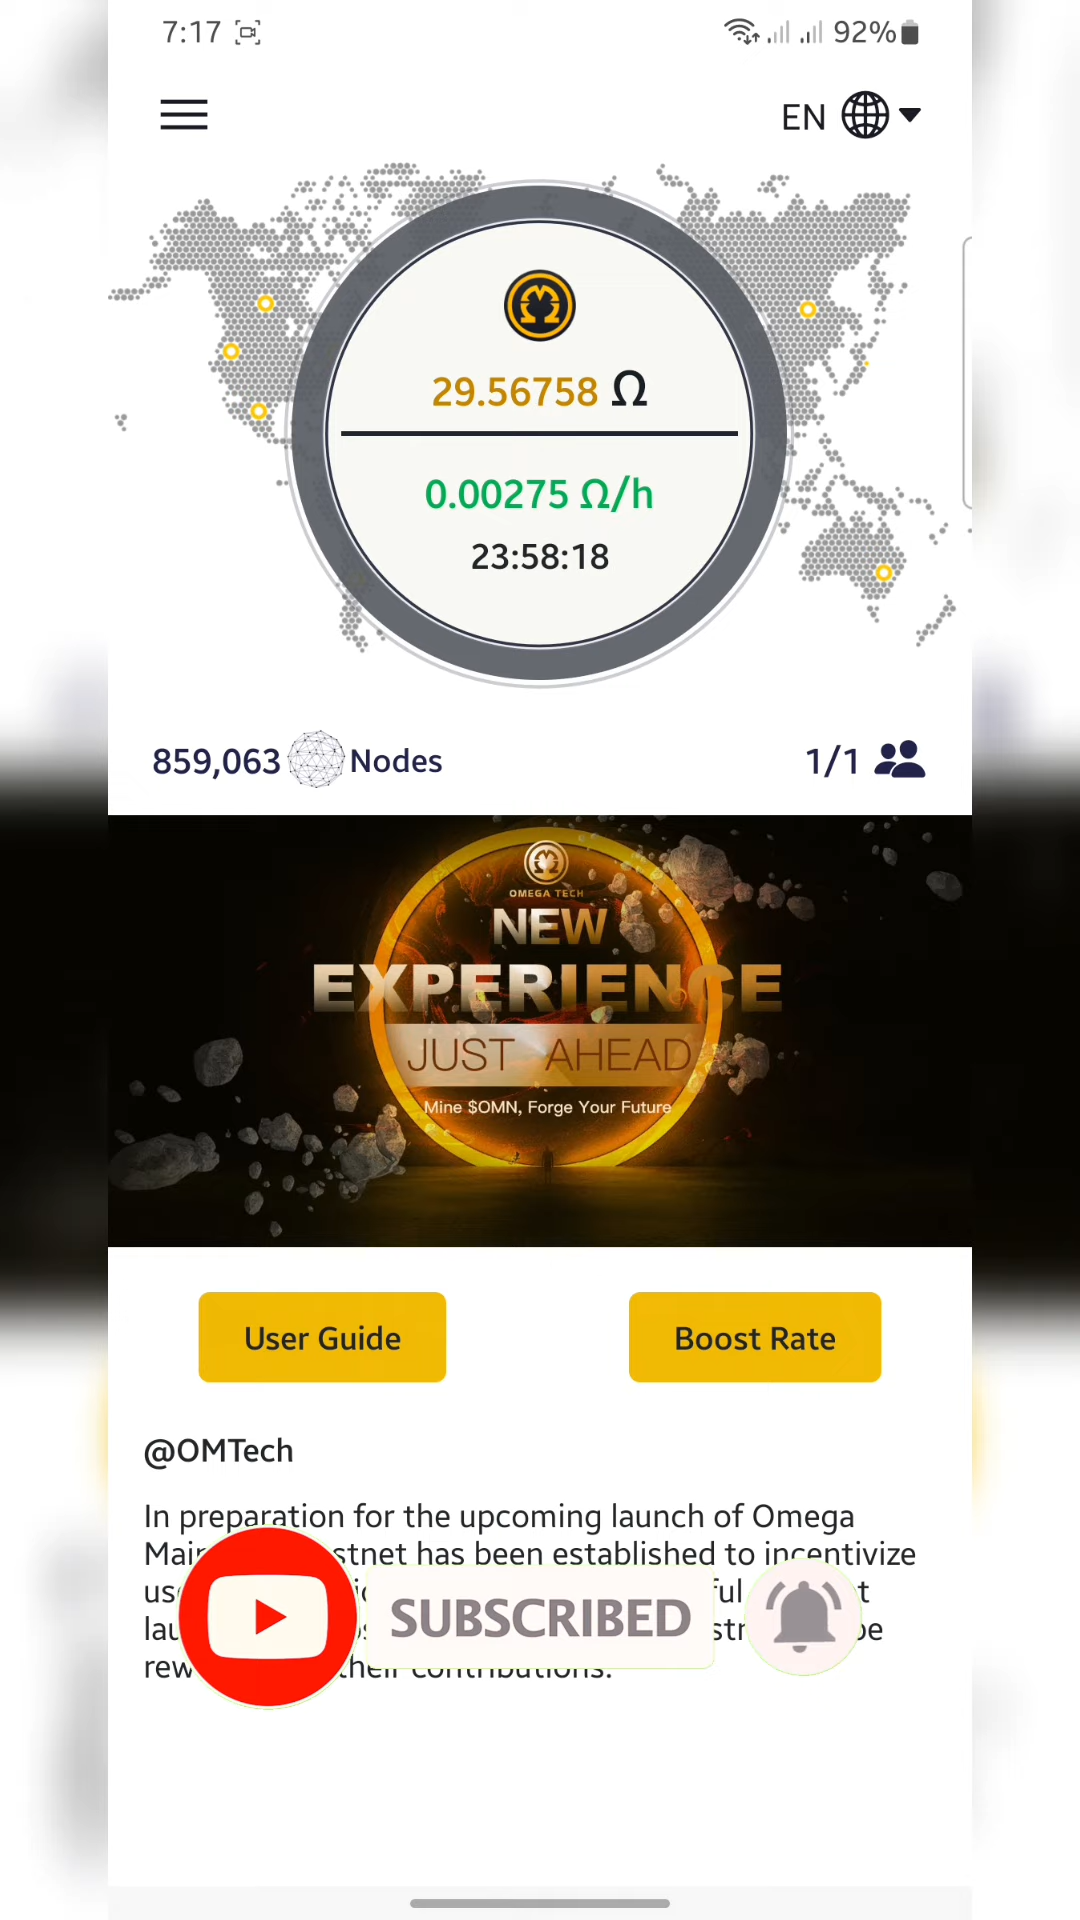 7:17 92%
EN
29.56758 Ω
0.00275 Ω/h
23:58:18
859,063 Nodes 1/1
OMEGA TECH
NEW
EXPERIENCE
JUST AHEAD
Mine $OMN, Forge Your Future
User Guide Boost Rate
@OMTech
In preparation for the upcoming launch of Omega
has been established to incentivize
SUBSCRIBED
their contributions.